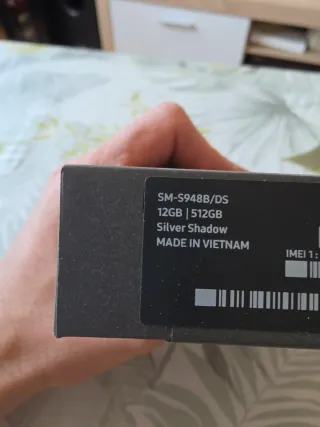 SM-S948B/DS
12GB | 512GB
Silver Shadow
MADE IN VIETNAM
IMEI 1 :